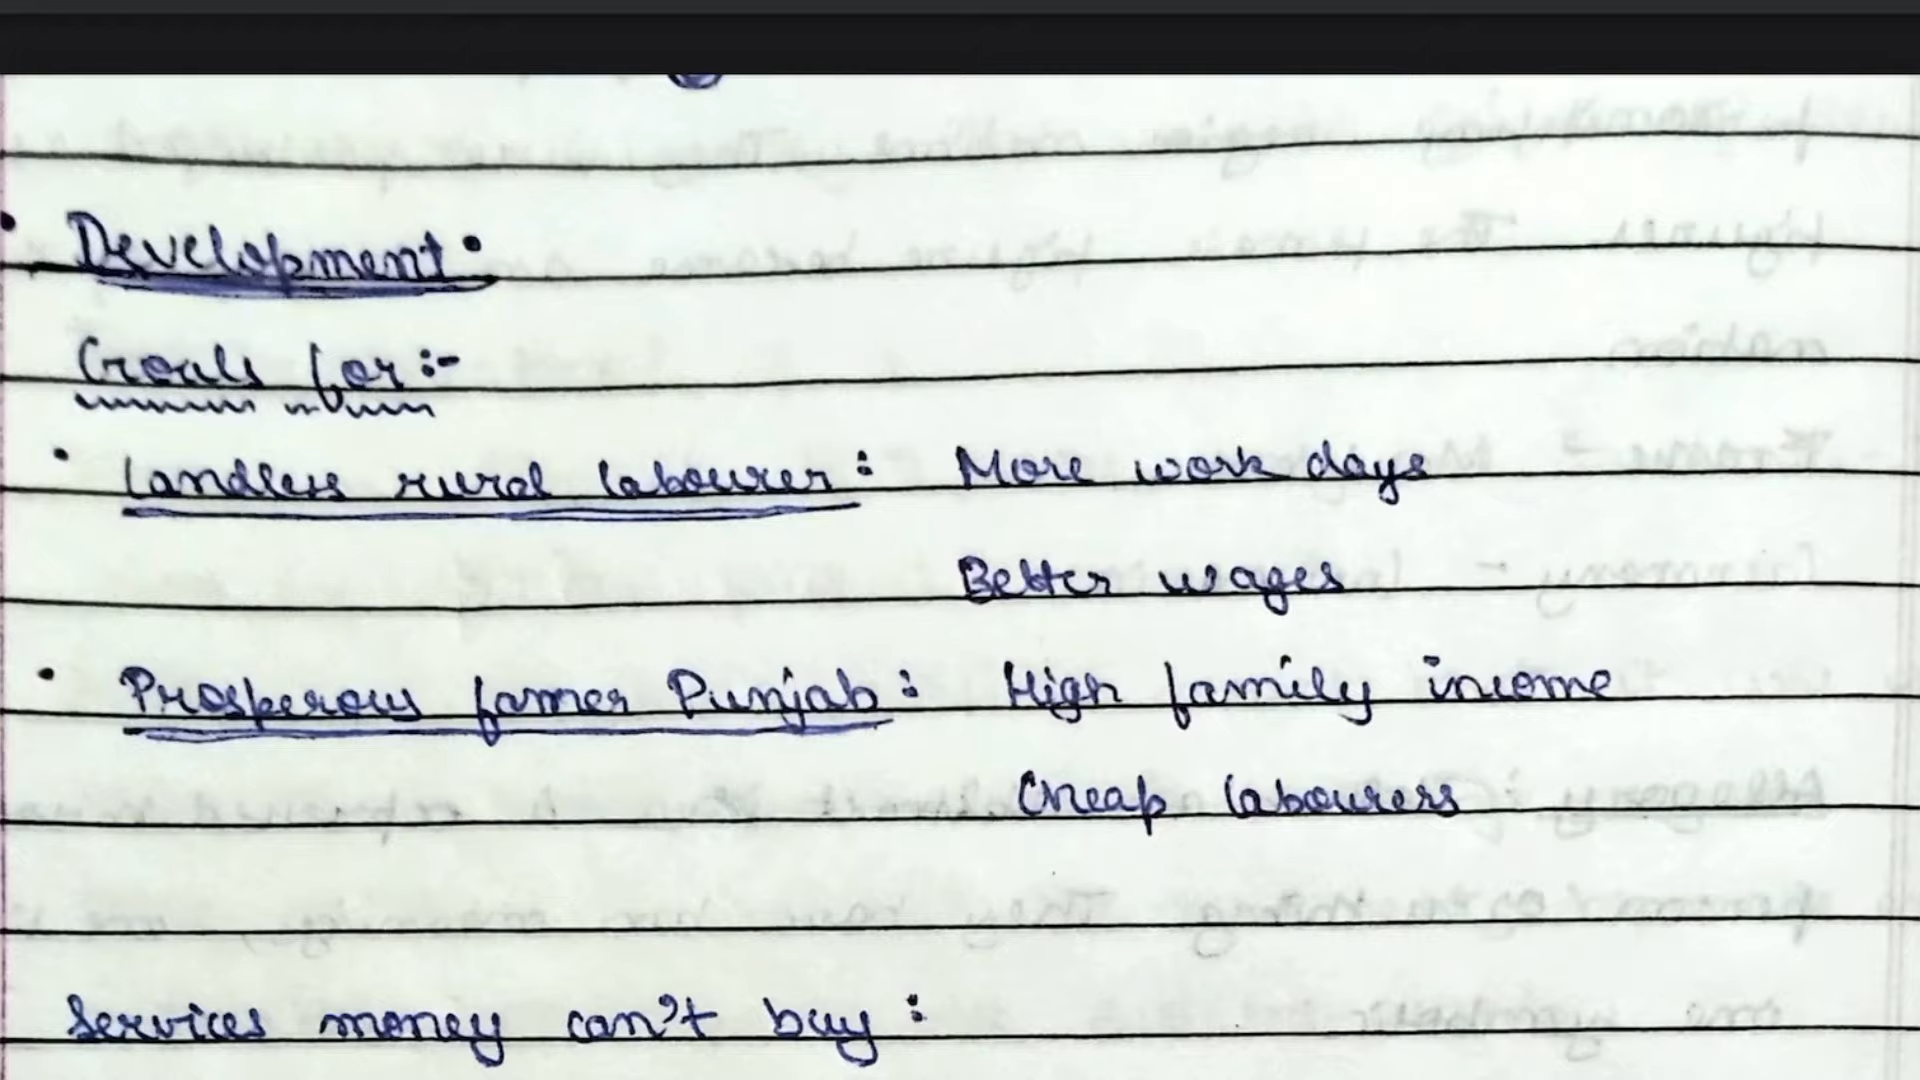 • Development •
Goals for:-
• Landless rural labourer: More work days
Better wages
• Prosperous famer Punjab: High family income
Cheap labourers
Services money can't buy: